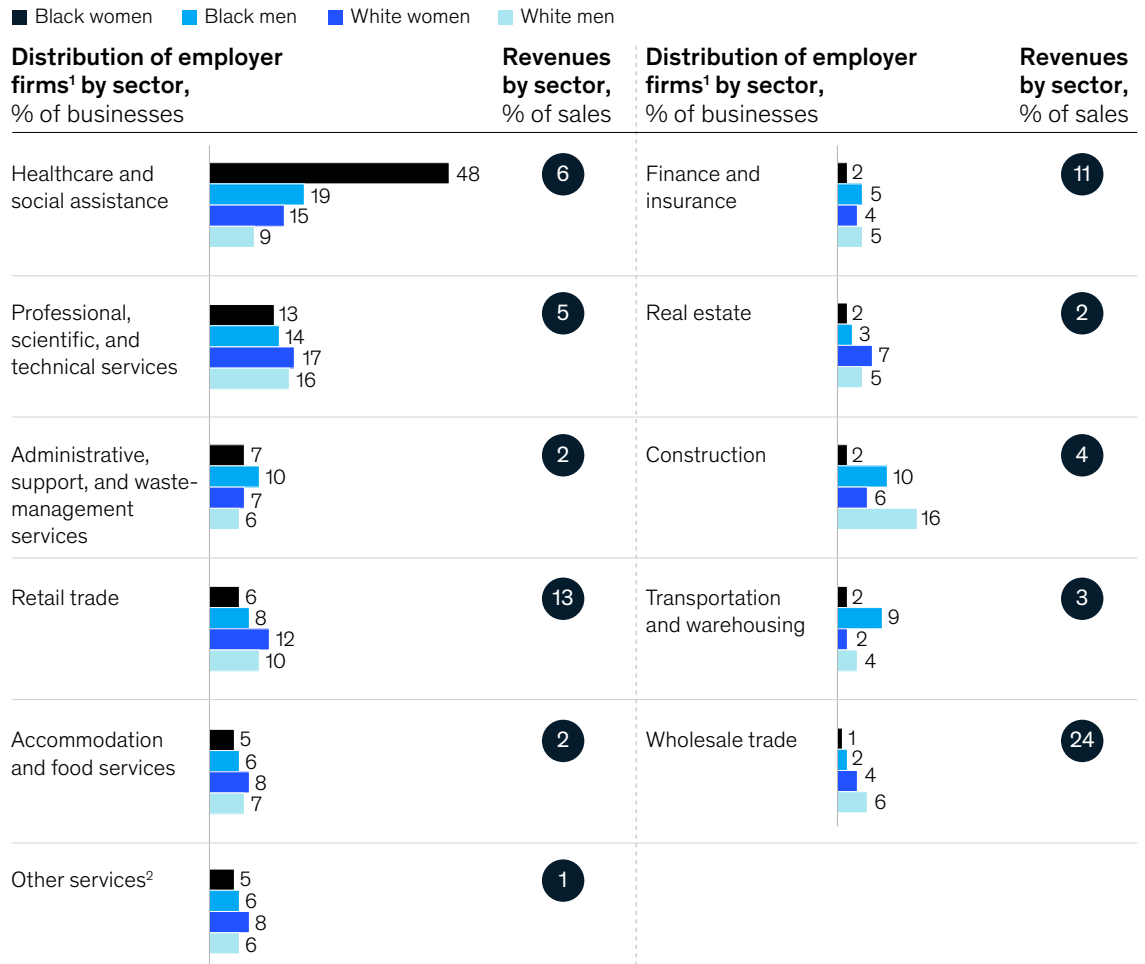 Black women Black men White women White men
Distribution of employer
firms¹ by sector,
% of businesses
Revenues
by sector,
% of sales
Distribution of employer
firms¹ by sector,
% of businesses
Revenues
by sector,
% of sales
Healthcare and
social assistance
48
19
15
9
6
Professional,
scientific, and
technical services
13
14
17
16
5
Administrative,
support, and waste-
management
services
7
10
7
6
2
Retail trade
6
8
12
10
13
Accommodation
and food services
5
6
8
7
2
Other services²
5
6
8
6
1
Finance and
insurance
2
5
4
5
11
Real estate
2
3
7
5
2
Construction
2
10
6
16
4
Transportation
and warehousing
2
9
2
4
3
Wholesale trade
1
2
4
6
24